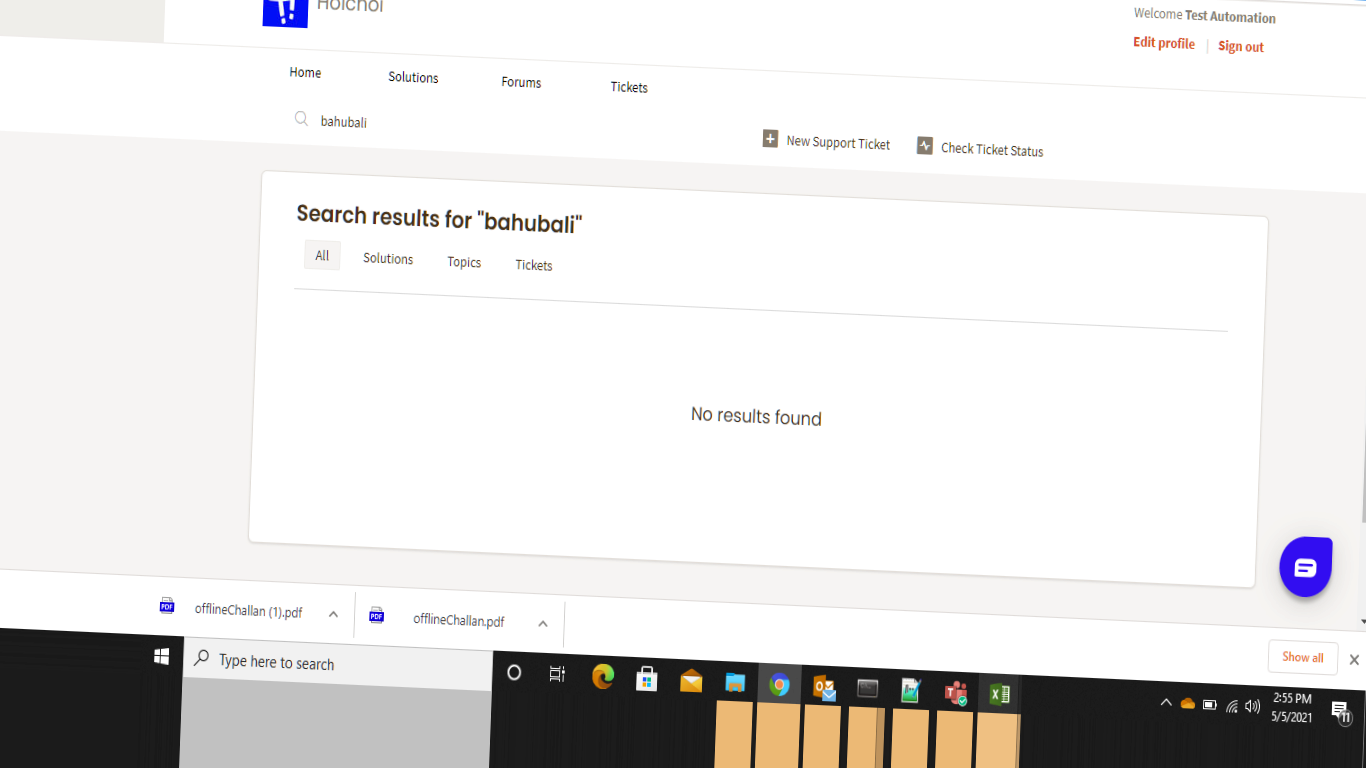 Hoichoi
Welcome Test Automation
Edit profile | Sign out
Home Solutions Forums Tickets
bahubali
New Support Ticket Check Ticket Status
Search results for "bahubali"
All Solutions Topics Tickets
No results found
PDF offlineChallan (1).pdf PDF offlineChallan.pdf
Show all
Type here to search
2:55 PM
5/5/2021
11